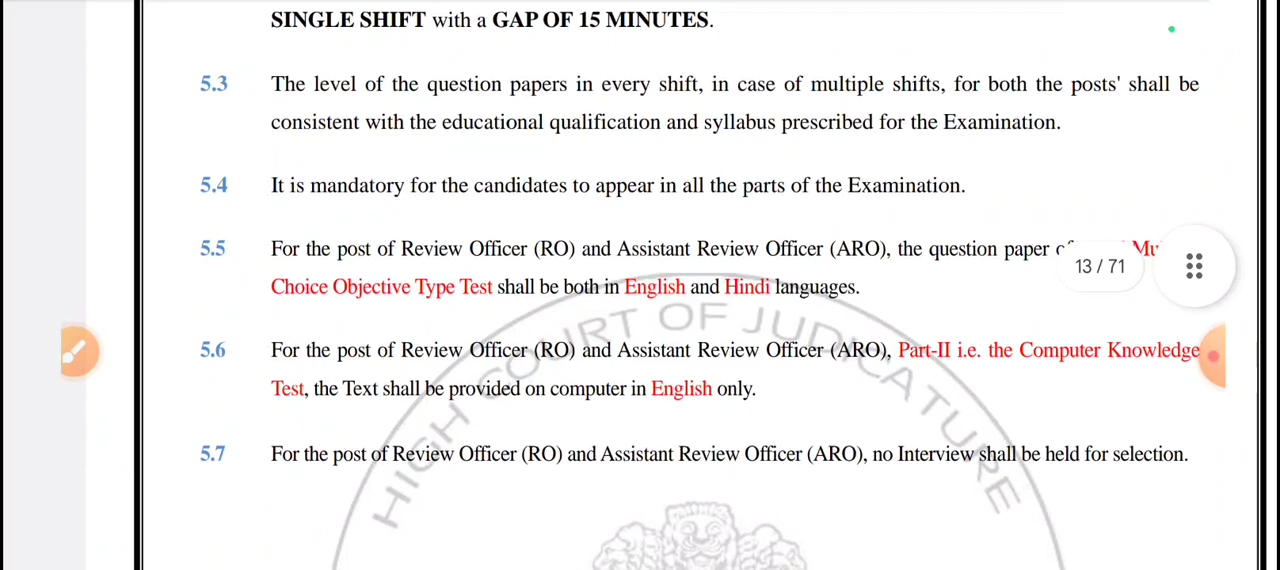 SINGLE SHIFT with a GAP OF 15 MINUTES.
5.3 The level of the question papers in every shift, in case of multiple shifts, for both the posts' shall be
consistent with the educational qualification and syllabus prescribed for the Examination.
5.4 It is mandatory for the candidates to appear in all the parts of the Examination.
5.5 For the post of Review Officer (RO) and Assistant Review Officer (ARO), the question paper
13 / 71
Choice Objective Type Test shall be both in English and Hindi languages.
HIGH COURT OF JUDICATURE
5.6 For the post of Review Officer (RO) and Assistant Review Officer (ARO), Part-II i.e. the Computer Knowledge
Test, the Text shall be provided on computer in English only.
5.7 For the post of Review Officer (RO) and Assistant Review Officer (ARO), no Interview shall be held for selection.